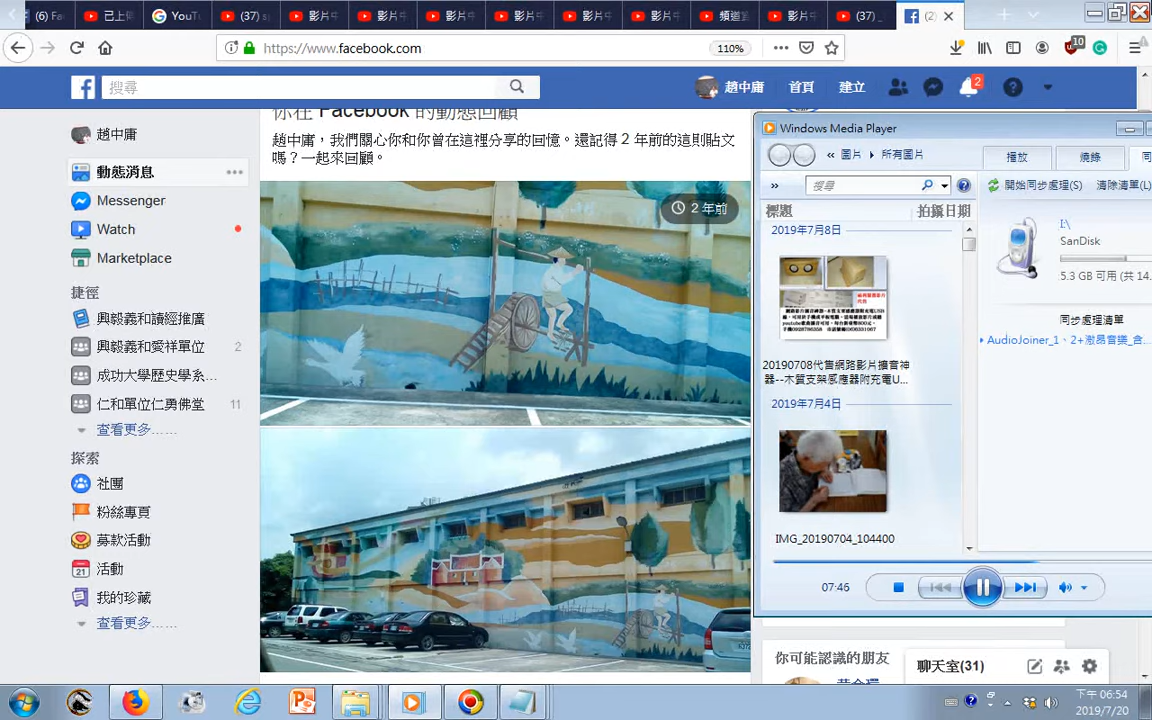 (6) Fa
已上傳
G YouT
(37) s
影片中
影片中
影片中
影片中
影片中
影片中
頻道
影片中
(37) _
(2)
https://www.facebook.com
110%
10
搜尋
趙中庸
首頁
建立
2
趙中庸
動態消息
Messenger
Watch
Marketplace
捷徑
興毅義和讀經推廣
興毅義和愛祥單位
2
成功大學歷史學系...
仁和單位仁勇佛堂
11
查看更多……
探索
社團
粉絲專頁
募款活動
21
活動
我的珍藏
查看更多……
你在 Facebook 的動態回顧
趙中庸，我們關心你和你曾在這裡分享的回憶。還記得 2 年前的這則貼文
嗎？一起來回顧。
2 年前
Windows Media Player
« 圖片 ▸ 所有圖片
播放
燒錄
同
»
搜尋
開始同步處理(S)
清除清單(L)
標題
拍攝日期
2019年7月8日
20190708代售網路影片擴音神
器--木質支架感應器附充電U...
2019年7月4日
IMG_20190704_104400
I:\
SanDisk
5.3 GB 可用 (共 14.
同步處理清單
AudioJoiner_1、2+激昂音樂_合
07:46
你可能認識的朋友
聊天室(31)
下午 06:54
2019/7/20